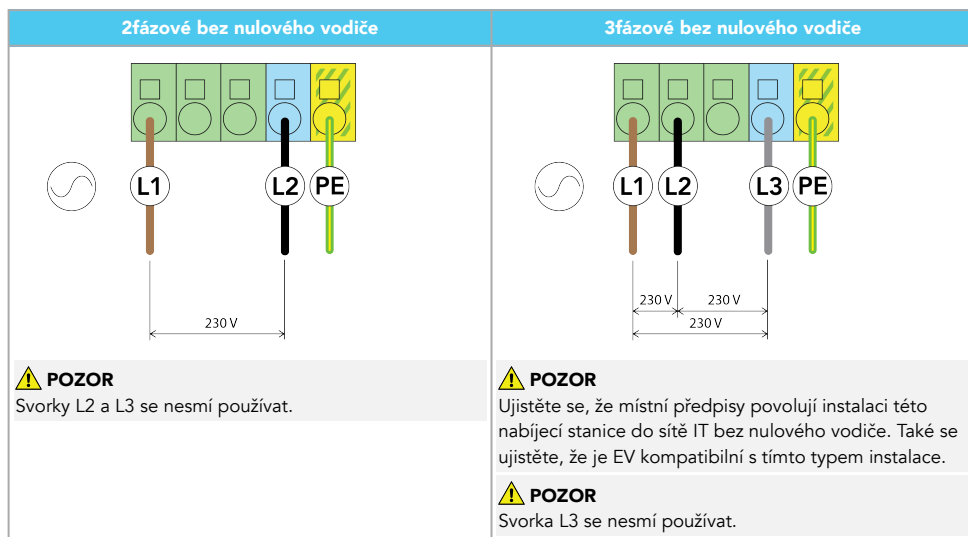 2fázové bez nulového vodiče
L1
L2
PE
230 V
POZOR
Svorky L2 a L3 se nesmí používat.
3fázové bez nulového vodiče
L1
L2
L3
PE
230 V
230 V
230 V
POZOR
Ujistěte se, že místní předpisy povolují instalaci této
nabíjecí stanice do sítě IT bez nulového vodiče. Také se
ujistěte, že je EV kompatibilní s tímto typem instalace.
POZOR
Svorka L3 se nesmí používat.